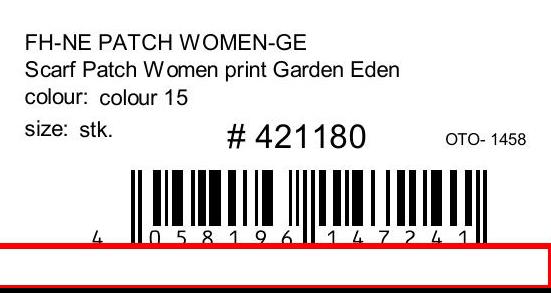 FH-NE PATCH WOMEN-GE
Scarf Patch Women print Garden Eden
colour: colour 15
size: stk.
# 421180
OTO- 1458
4 058196 147241